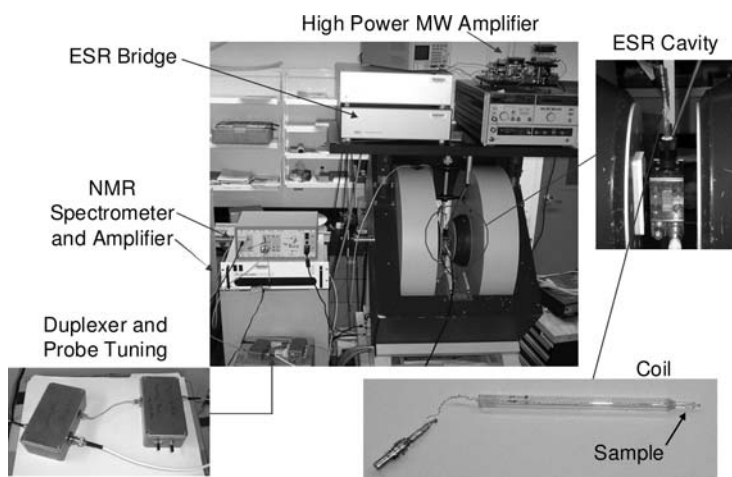 High Power MW Amplifier
ESR Bridge
ESR Cavity
NMR
Spectrometer
and Amplifier
Duplexer and
Probe Tuning
Coil
Sample